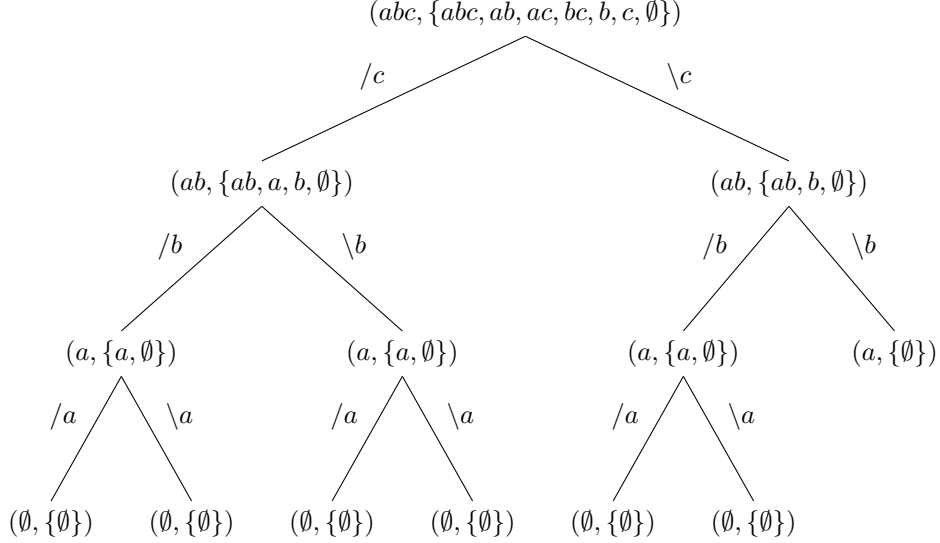 (abc, {abc, ab, ac, bc, b, c, ∅})
/c \c
(ab, {ab, a, b, ∅}) (ab, {ab, b, ∅})
/b \b /b \b
(a, {a, ∅}) (a, {a, ∅}) (a, {a, ∅}) (a, {∅})
/a \a /a \a /a \a
(∅, {∅}) (∅, {∅}) (∅, {∅}) (∅, {∅}) (∅, {∅}) (∅, {∅})